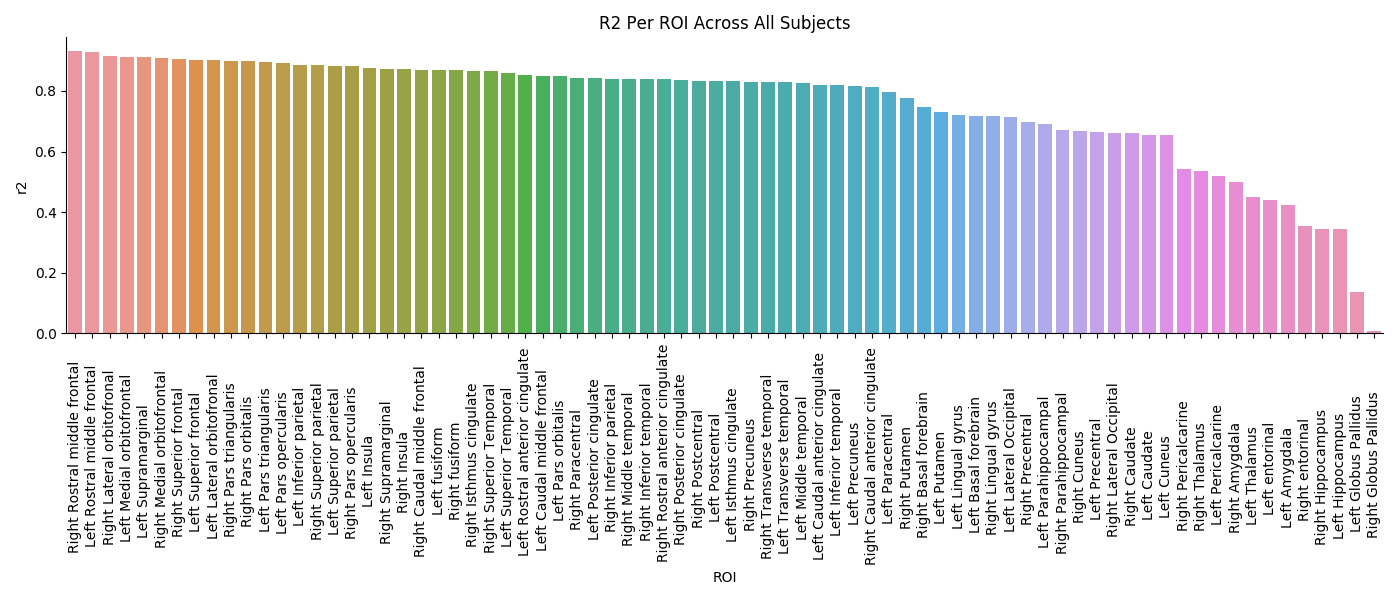 R2 Per ROI Across All Subjects
r2
0.8
0.6
0.4
0.2
0.0
Right Rostral middle frontal
Left Rostral middle frontal
Right Lateral orbitofronal
Left Medial orbitofrontal
Left Supramarginal
Right Medial orbitofrontal
Right Superior frontal
Left Superior frontal
Left Lateral orbitofronal
Right Pars triangularis
Right Pars orbitalis
Left Pars triangularis
Left Pars opercularis
Left Inferior parietal
Right Superior parietal
Left Superior parietal
Right Pars opercularis
Left Insula
Right Supramarginal
Right Insula
Right Caudal middle frontal
Left fusiform
Right fusiform
Right Isthmus cingulate
Right Superior Temporal
Left Superior Temporal
Left Rostral anterior cingulate
Left Caudal middle frontal
Left Pars orbitalis
Right Paracentral
Left Posterior cingulate
Right Inferior parietal
Right Middle temporal
Right Inferior temporal
Right Rostral anterior cingulate
Right Posterior cingulate
Right Postcentral
Left Postcentral
Left Isthmus cingulate
Right Precuneus
Right Transverse temporal
Left Transverse temporal
Left Middle temporal
Left Caudal anterior cingulate
Left Inferior temporal
Left Precuneus
Right Caudal anterior cingulate
Left Paracentral
Right Putamen
Right Basal forebrain
Left Putamen
Left Lingual gyrus
Left Basal forebrain
Right Lingual gyrus
Left Lateral Occipital
Right Precentral
Left Parahippocampal
Right Parahippocampal
Right Cuneus
Left Precentral
Right Lateral Occipital
Right Caudate
Left Caudate
Left Cuneus
Right Pericalcarine
Right Thalamus
Left Pericalcarine
Right Amygdala
Left Thalamus
Left entorinal
Left Amygdala
Right entorinal
Right Hippocampus
Left Hippocampus
Left Globus Pallidus
Right Globus Pallidus
ROI